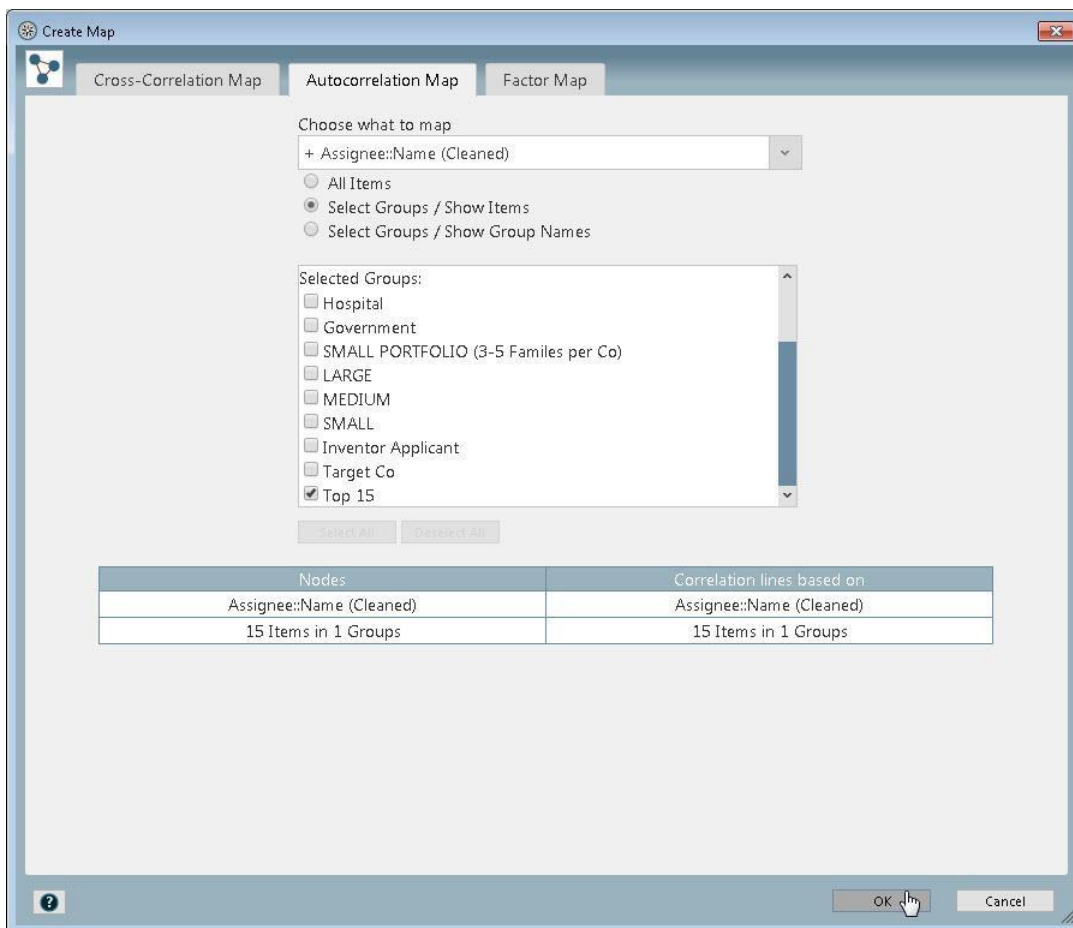 Create Map
Cross-Correlation Map Autocorrelation Map Factor Map
Choose what to map
+ Assignee::Name (Cleaned)
All Items
Select Groups / Show Items
Select Groups / Show Group Names
Selected Groups:
Hospital
Government
SMALL PORTFOLIO (3-5 Familes per Co)
LARGE
MEDIUM
SMALL
Inventor Applicant
Target Co
Top 15
Select All Deselect All
Nodes Correlation lines based on
Assignee::Name (Cleaned) Assignee::Name (Cleaned)
15 Items in 1 Groups 15 Items in 1 Groups
? OK Cancel